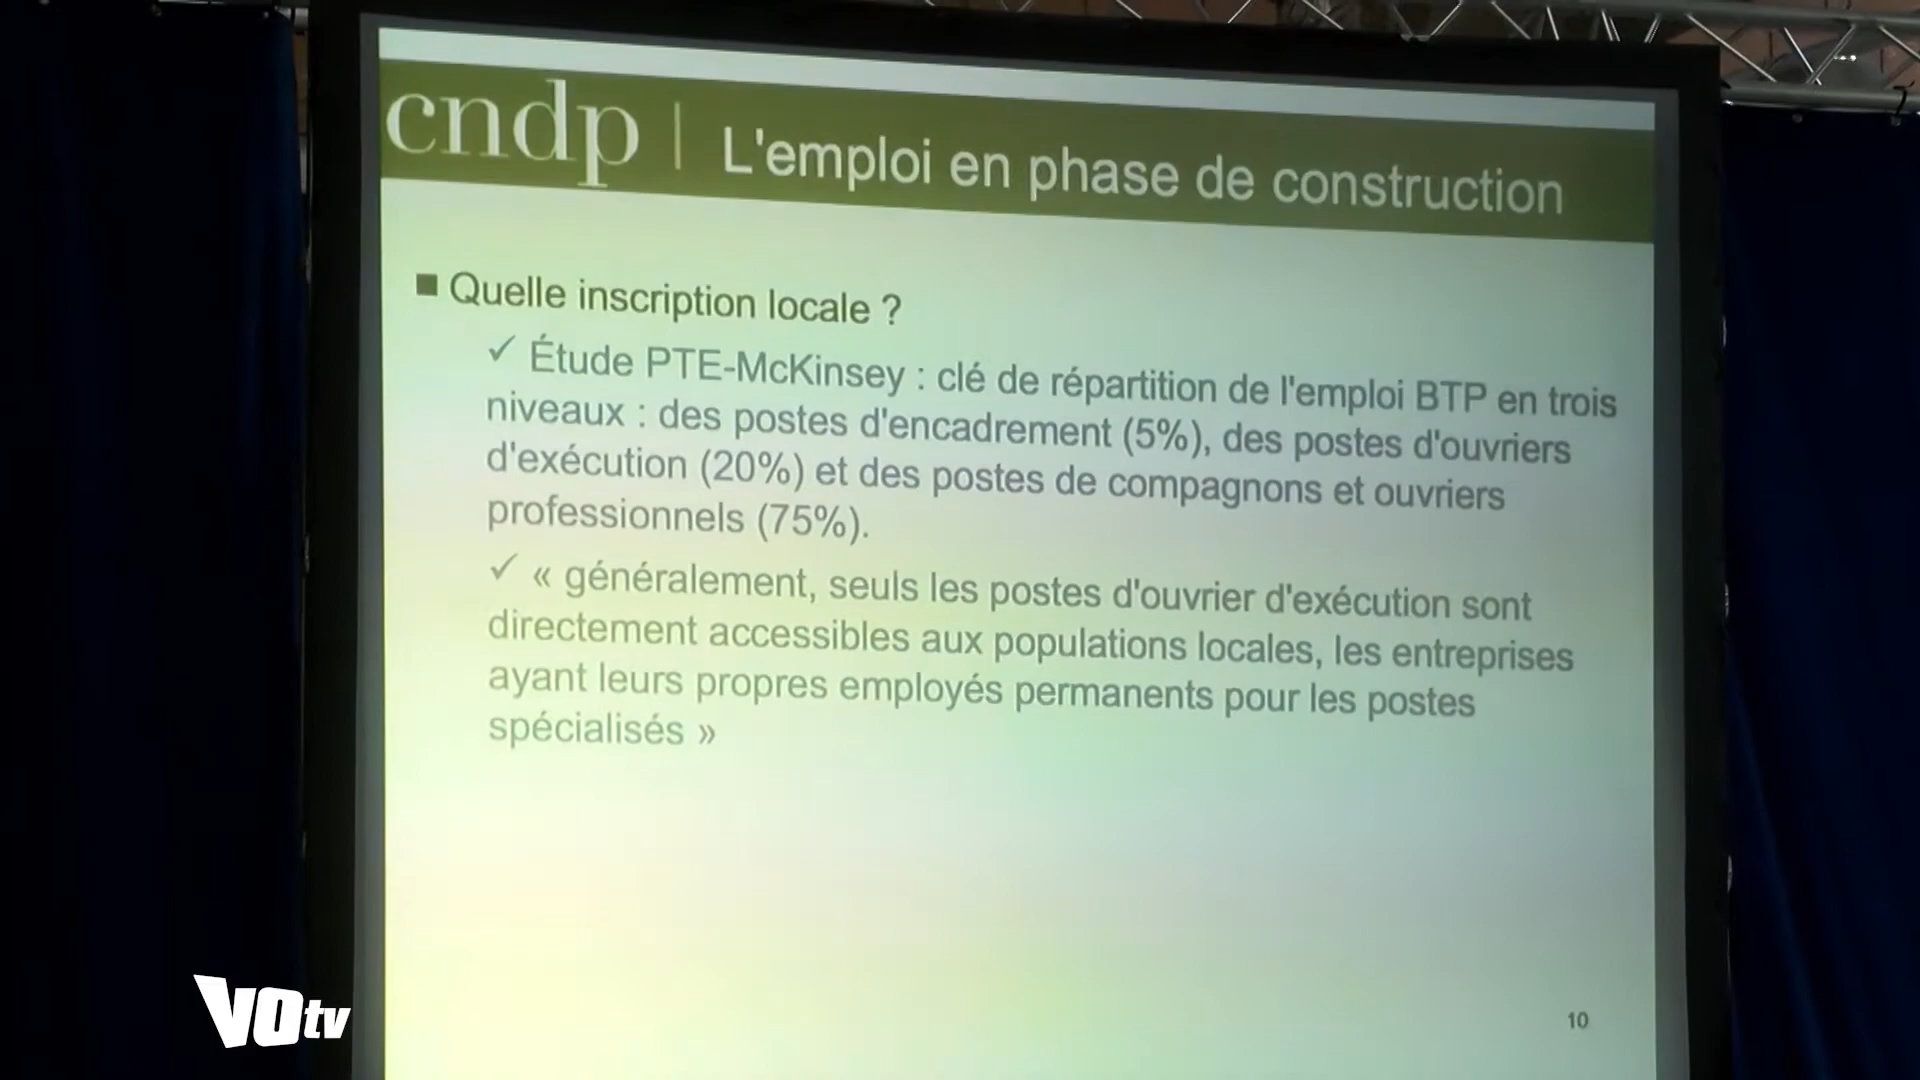 cndp | L'emploi en phase de construction
■ Quelle inscription locale ?
✓ Étude PTE-McKinsey : clé de répartition de l'emploi BTP en trois
niveaux : des postes d'encadrement (5%), des postes d'ouvriers
d'exécution (20%) et des postes de compagnons et ouvriers
professionnels (75%).
✓ « généralement, seuls les postes d'ouvrier d'exécution sont
directement accessibles aux populations locales, les entreprises
ayant leurs propres employés permanents pour les postes
spécialisés »
10
VOtv